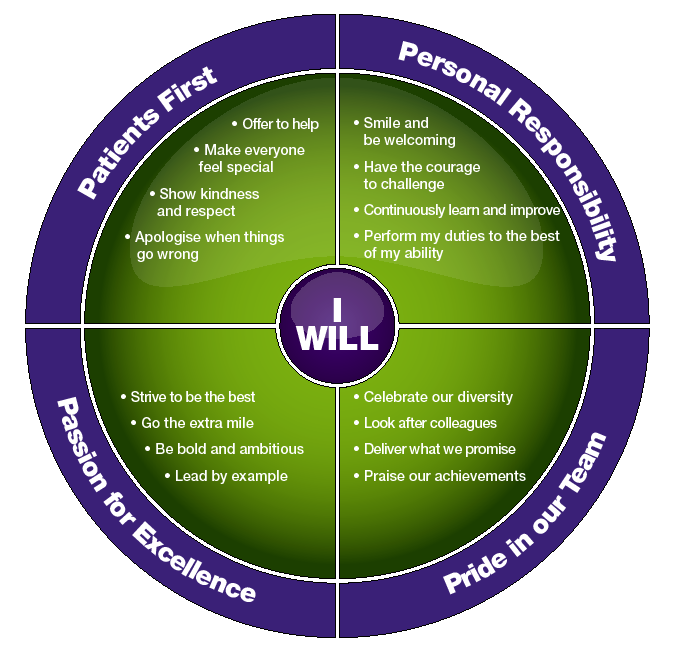 Patients First
• Offer to help
• Make everyone
feel special
• Show kindness
and respect
• Apologise when things
go wrong
Personal Responsibility
• Smile and
be welcoming
• Have the courage
to challenge
• Continuously learn and improve
• Perform my duties to the best
of my ability
I
WILL
Passion for Excellence
• Strive to be the best
• Go the extra mile
• Be bold and ambitious
• Lead by example
Pride in our Team
• Celebrate our diversity
• Look after colleagues
• Deliver what we promise
• Praise our achievements